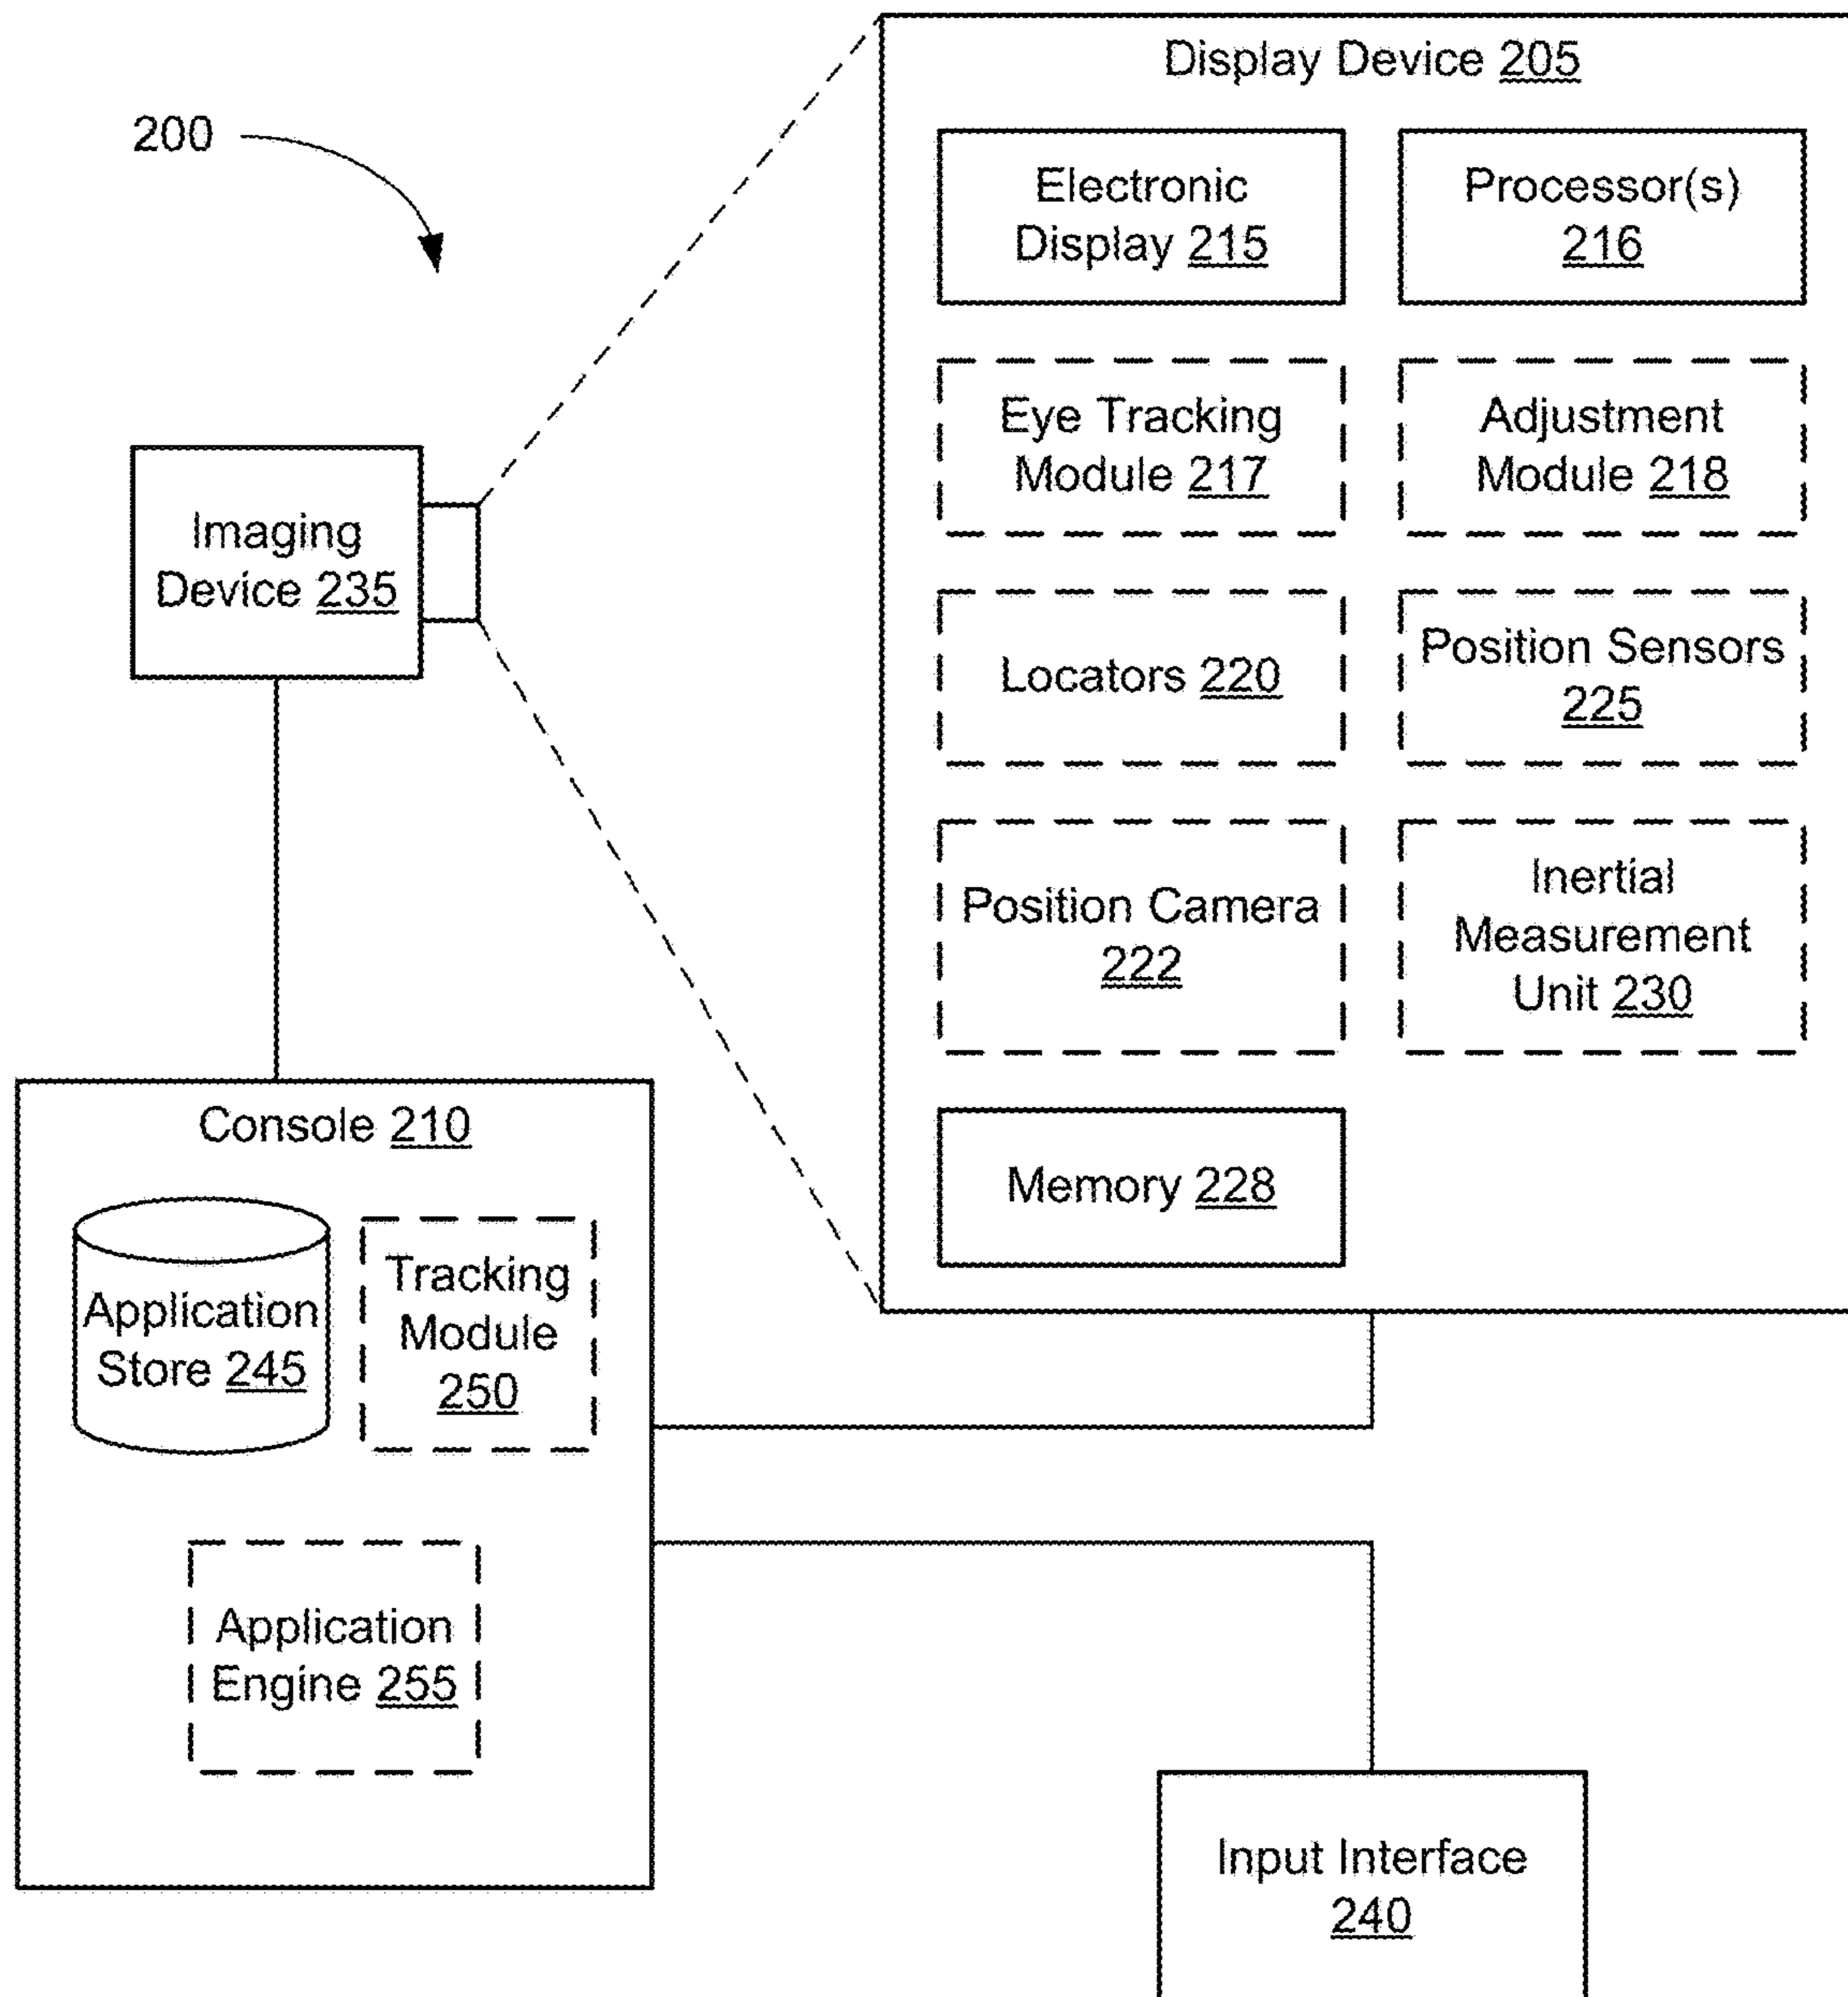 200
Display Device 205
Electronic
Display 215
Processor(s)
216
Eye Tracking
Module 217
Adjustment
Module 218
Locators 220
Position Sensors
225
Position Camera
222
Inertial
Measurement
Unit 230
Memory 228
Imaging
Device 235
Console 210
Application
Store 245
Tracking
Module
250
Application
Engine 255
Input Interface
240